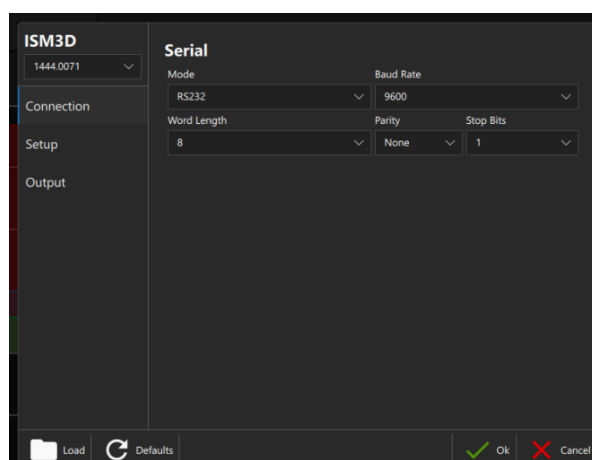 ISM3D
1444.0071
Connection
Setup
Output
Serial
Mode Baud Rate
RS232 9600
Word Length Parity Stop Bits
8 None 1
Load Defaults Ok Cancel